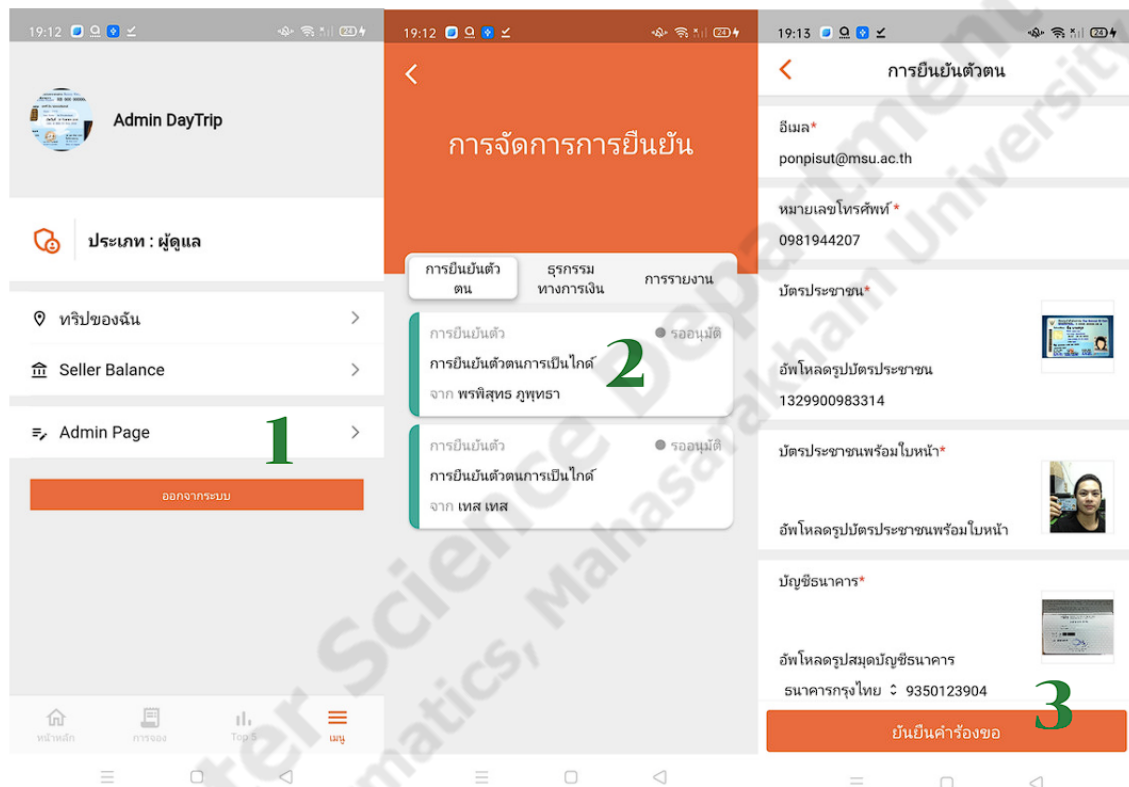 19:12
24
Admin DayTrip
ประเภท : ผู้ดูแล
ทริปของฉัน
Seller Balance
Admin Page
1
ออกจากระบบ
หน้าหลัก
การจอง
Top 5
เมนู
19:12
24
การจัดการการยืนยัน
การยืนยันตัวตน
ธุรกรรมทางการเงิน
การรายงาน
การยืนยันตัว
รออนุมัติ
การยืนยันตัวตนการเป็นไกด์
จาก พรพิสุทธ ภูพุทธา
2
การยืนยันตัว
รออนุมัติ
การยืนยันตัวตนการเป็นไกด์
จาก เทส เทส
19:13
24
การยืนยันตัวตน
อีเมล*
ponpisut@msu.ac.th
หมายเลขโทรศัพท์ *
0981944207
บัตรประชาชน*
อัพโหลดรูปบัตรประชาชน
1329900983314
บัตรประชาชนพร้อมใบหน้า*
อัพโหลดรูปบัตรประชาชนพร้อมใบหน้า
บัญชีธนาคาร*
อัพโหลดรูปสมุดบัญชีธนาคาร
ธนาคารกรุงไทย 9350123904
3
ยันยืนคำร้องขอ